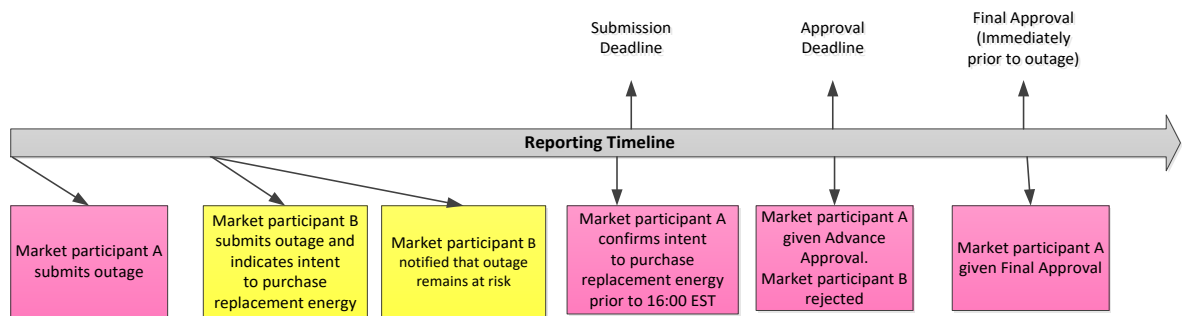 Submission
Deadline
Approval
Deadline
Final Approval
(Immediately
prior to outage)
Reporting Timeline
Market participant A
submits outage
Market participant B
submits outage and
indicates intent
to purchase
replacement energy
Market participant B
notified that outage
remains at risk
Market participant A
confirms intent
to purchase
replacement energy
prior to 16:00 EST
Market participant A
given Advance
Approval.
Market participant B
rejected
Market participant A
given Final Approval